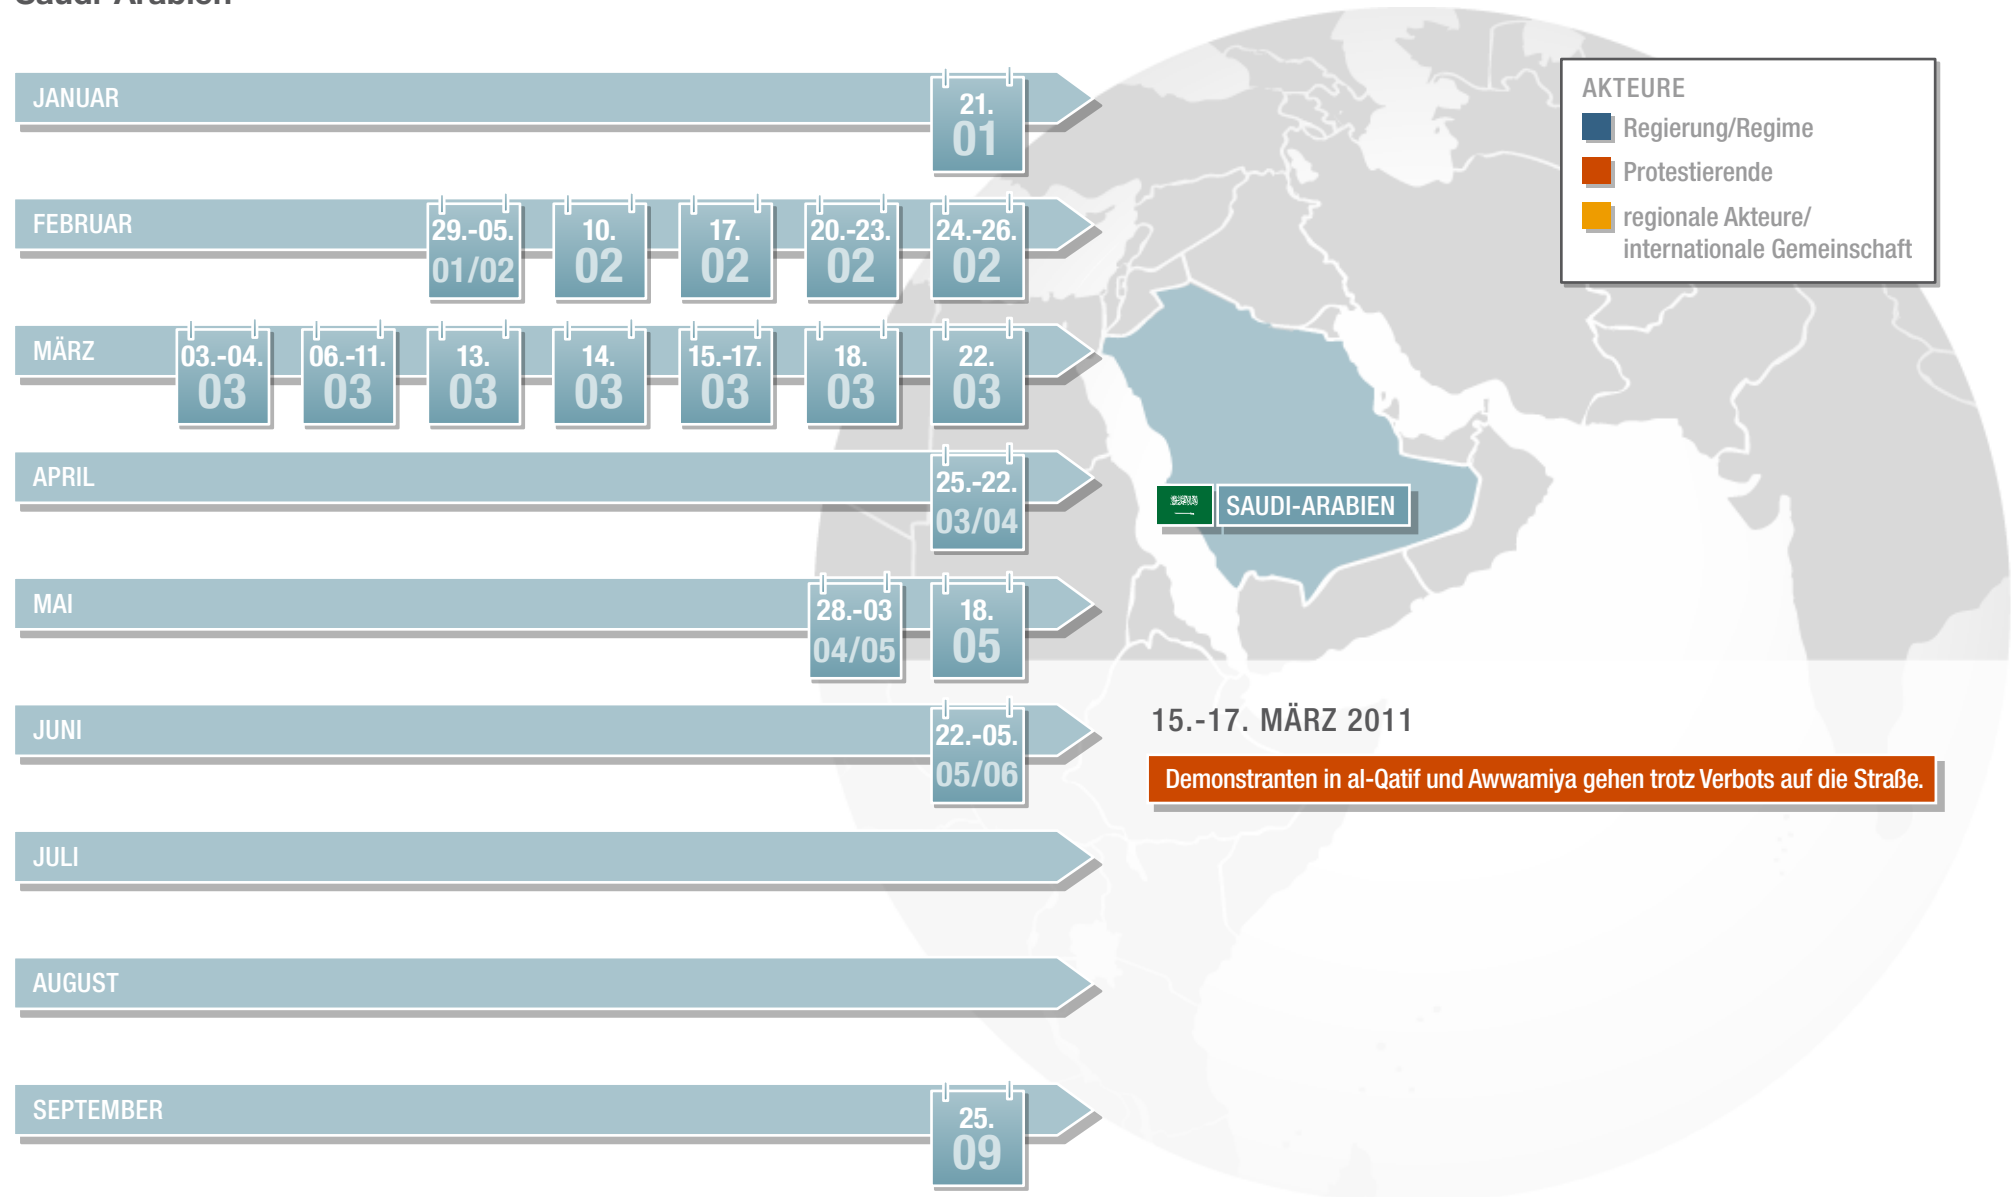 Saudi-Arabien
JANUAR
21.
01
FEBRUAR
29.-05.
01/02
10.
02
17.
02
20.-23.
02
24.-26.
02
MÄRZ
03.-04.
03
06.-11.
03
13.
03
14.
03
15.-17.
03
18.
03
22.
03
APRIL
25.-22.
03/04
MAI
28.-03
04/05
18.
05
JUNI
22.-05.
05/06
JULI
AUGUST
SEPTEMBER
25.
09
AKTEURE
Regierung/Regime
Protestierende
regionale Akteure/
internationale Gemeinschaft
SAUDI-ARABIEN
15.-17. MÄRZ 2011
Demonstranten in al-Qatif und Awwamiya gehen trotz Verbots auf die Straße.